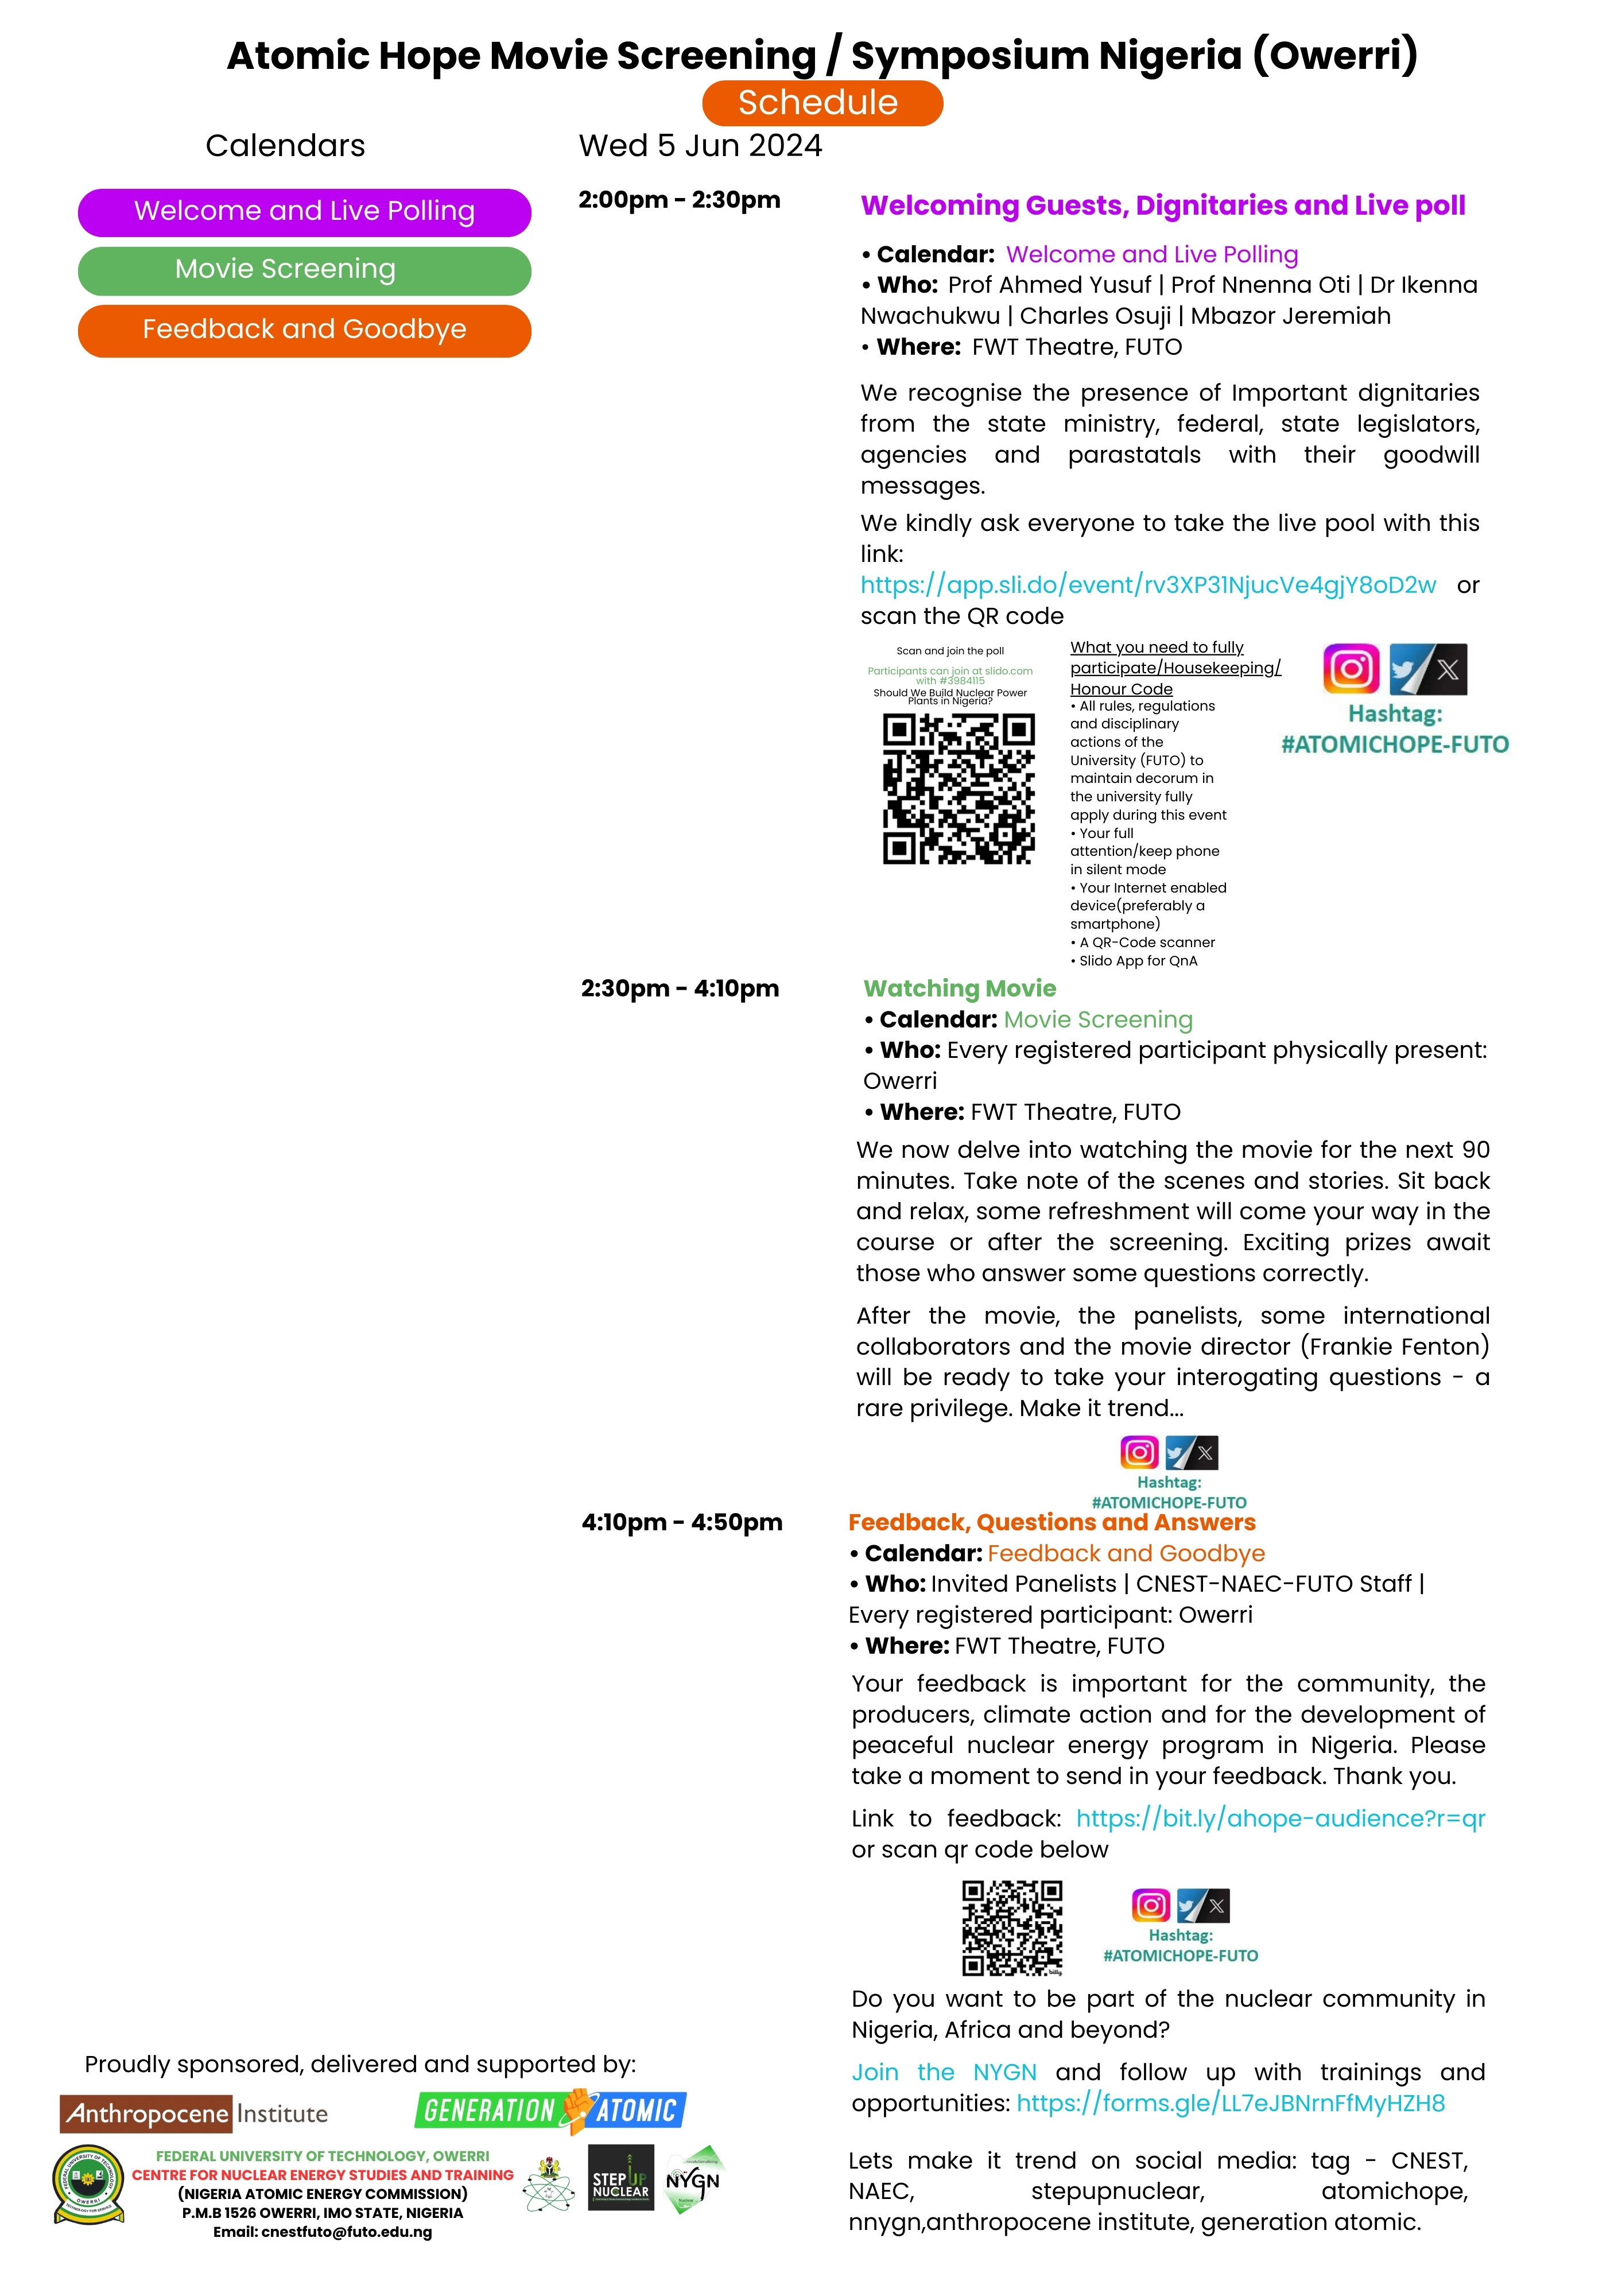 Atomic Hope Movie Screening / Symposium Nigeria (Owerri)
Schedule
Calendars
Wed 5 Jun 2024
Welcome and Live Polling
Movie Screening
Feedback and Goodbye
2:00pm - 2:30pm
Welcoming Guests, Dignitaries and Live poll
• Calendar: Welcome and Live Polling
• Who: Prof Ahmed Yusuf | Prof Nnenna Oti | Dr Ikenna
Nwachukwu | Charles Osuji | Mbazor Jeremiah
• Where: FWT Theatre, FUTO
We recognise the presence of Important dignitaries
from the state ministry, federal, state legislators,
agencies and parastatals with their goodwill
messages.
We kindly ask everyone to take the live pool with this
link:
https://app.sli.do/event/rv3XP31NjucVe4gjY8oD2w or
scan the QR code
Scan and join the poll
Participants can join at slido.com
with #3984115
Should We Build Nuclear Power
Plants in Nigeria?
What you need to fully
participate/Housekeeping/
Honour Code
• All rules, regulations
and disciplinary
actions of the
University (FUTO) to
maintain decorum in
the university fully
apply during this event
• Your full
attention/keep phone
in silent mode
• Your Internet enabled
device(preferably a
smartphone)
• A QR-Code scanner
• Slido App for QnA
Hashtag:
#ATOMICHOPE-FUTO
2:30pm - 4:10pm
Watching Movie
• Calendar: Movie Screening
• Who: Every registered participant physically present:
Owerri
• Where: FWT Theatre, FUTO
We now delve into watching the movie for the next 90
minutes. Take note of the scenes and stories. Sit back
and relax, some refreshment will come your way in the
course or after the screening. Exciting prizes await
those who answer some questions correctly.
After the movie, the panelists, some international
collaborators and the movie director (Frankie Fenton)
will be ready to take your interogating questions - a
rare privilege. Make it trend...
Hashtag:
#ATOMICHOPE-FUTO
4:10pm - 4:50pm
Feedback, Questions and Answers
• Calendar: Feedback and Goodbye
• Who: Invited Panelists | CNEST-NAEC-FUTO Staff |
Every registered participant: Owerri
• Where: FWT Theatre, FUTO
Your feedback is important for the community, the
producers, climate action and for the development of
peaceful nuclear energy program in Nigeria. Please
take a moment to send in your feedback. Thank you.
Link to feedback: https://bit.ly/ahope-audience?r=qr
or scan qr code below
bitly
Hashtag:
#ATOMICHOPE-FUTO
Do you want to be part of the nuclear community in
Nigeria, Africa and beyond?
Join the NYGN and follow up with trainings and
opportunities: https://forms.gle/LL7eJBNrnFfMyHZH8
Lets make it trend on social media: tag - CNEST,
NAEC, stepupnuclear, atomichope,
nnygn,anthropocene institute, generation atomic.
Proudly sponsored, delivered and supported by:
Anthropocene Institute
GENERATION ATOMIC
FEDERAL UNIVERSITY OF TECHNOLOGY
OWERRI
FEDERAL UNIVERSITY OF TECHNOLOGY, OWERRI
CENTRE FOR NUCLEAR ENERGY STUDIES AND TRAINING
(NIGERIA ATOMIC ENERGY COMMISSION)
P.M.B 1526 OWERRI, IMO STATE, NIGERIA
Email: cnestfuto@futo.edu.ng
STEP UP
NUCLEAR
NYGN